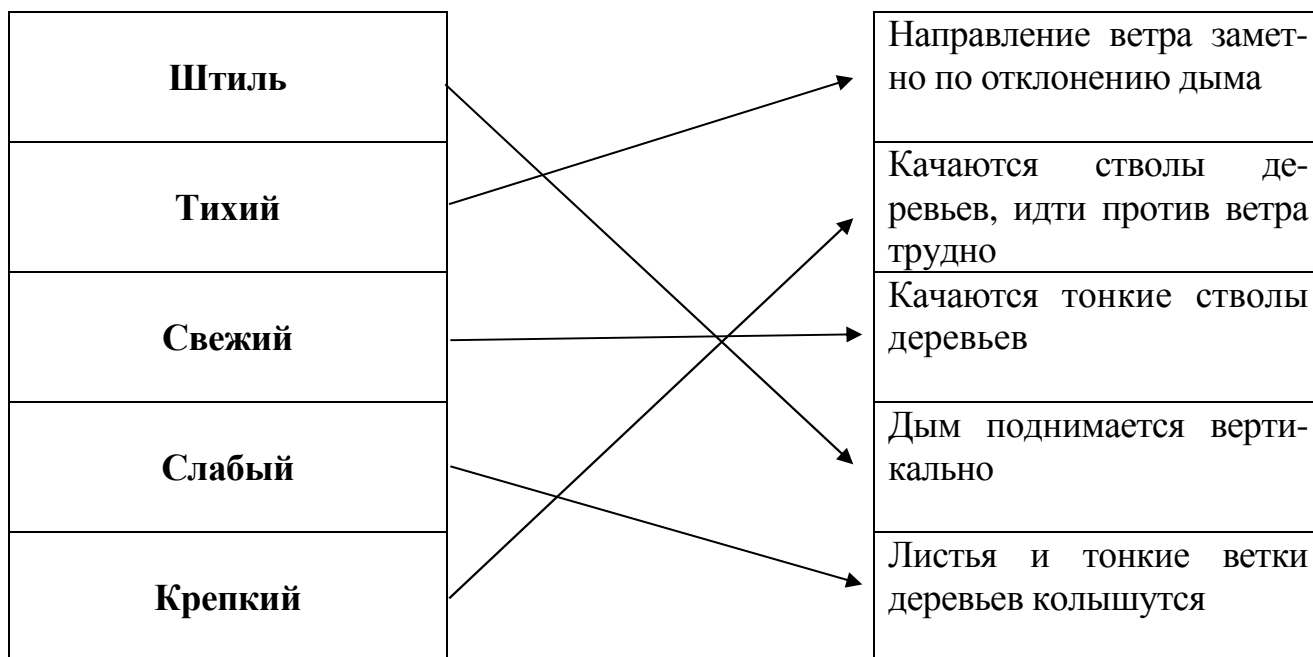 Штиль
Тихий
Свежий
Слабый
Крепкий
Направление ветра замет-
но по отклонению дыма
Качаются стволы де-
ревьев, идти против ветра
трудно
Качаются тонкие стволы
деревьев
Дым поднимается верти-
кально
Листья и тонкие ветки
деревьев колышутся